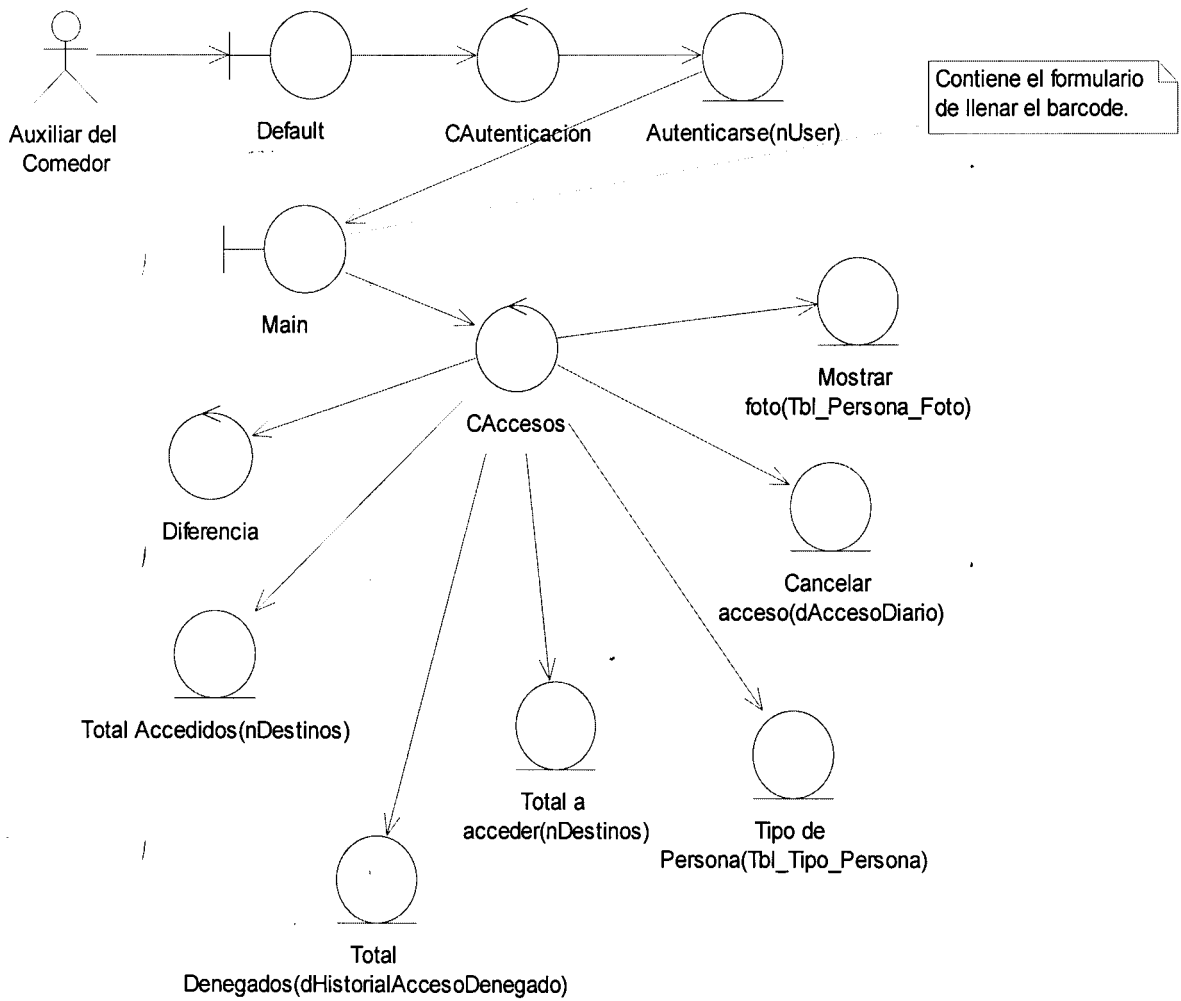 Contiene el formulario
de llenar el barcode.
Auxiliar del
Comedor
Default
CAutenticacion
Autenticarse(nUser)
Main
CAccesos
Mostrar
foto(Tbl_Persona_Foto)
Diferencia
Cancelar
acceso(dAccesoDiario)
Total Accedidos(nDestinos)
Total a
acceder(nDestinos)
Tipo de
Persona(Tbl_Tipo_Persona)
Total
Denegados(dHistorialAccesoDenegado)